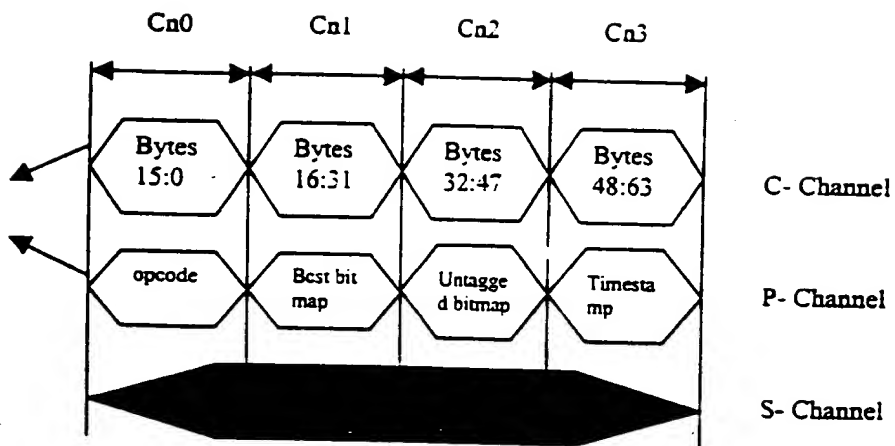 Cn0 Cn1 Cn2 Cn3
Bytes 15:0
Bytes 16:31
Bytes 32:47
Bytes 48:63
C- Channel
opcode
Best bit
map
Untagge
d bitmap
Timesta
mp
P- Channel
S- Channel